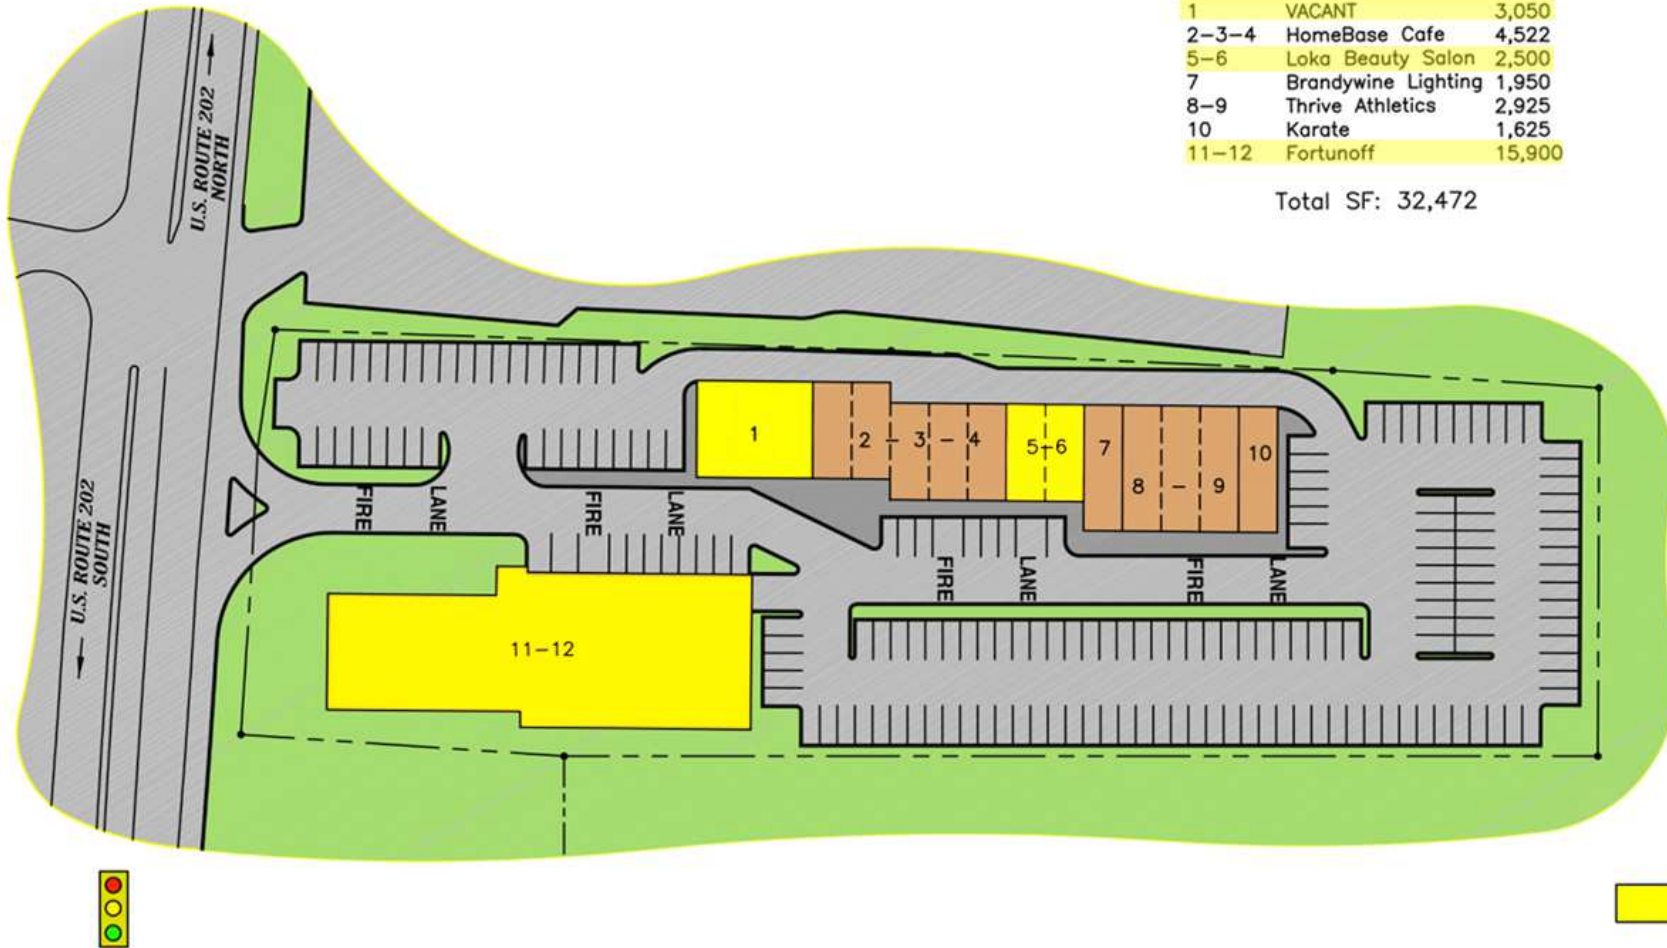 1 VACANT 3,050
2-3-4 HomeBase Cafe 4,522
5-6 Loka Beauty Salon 2,500
7 Brandywine Lighting 1,950
8-9 Thrive Athletics 2,925
10 Karate 1,625
11-12 Fortunoff 15,900
Total SF: 32,472
U.S. ROUTE 202
NORTH
1
2 - 3 - 4
5-6
7
8 - 9
10
FIRE LANE
FIRE LANE
FIRE LANE
FIRE LANE
U.S. ROUTE 202
SOUTH
11-12